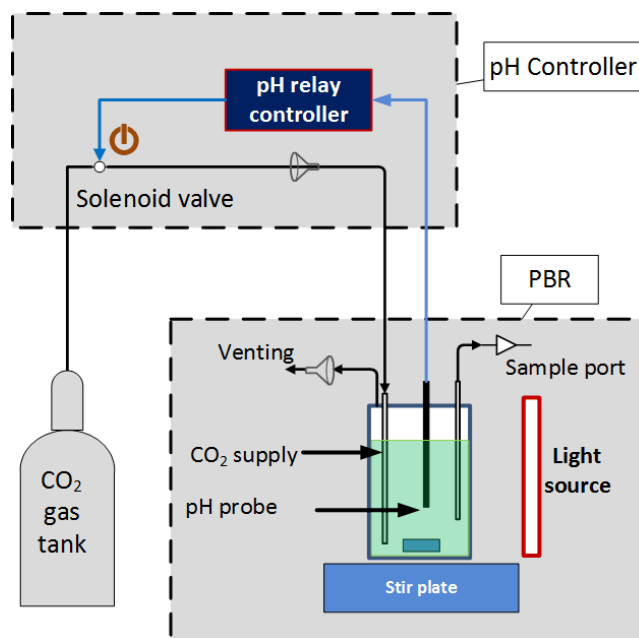 pH relay
controller
pH Controller
Solenoid valve
PBR
Venting
Sample port
CO₂ supply
Light
source
pH probe
CO₂
gas
tank
Stir plate